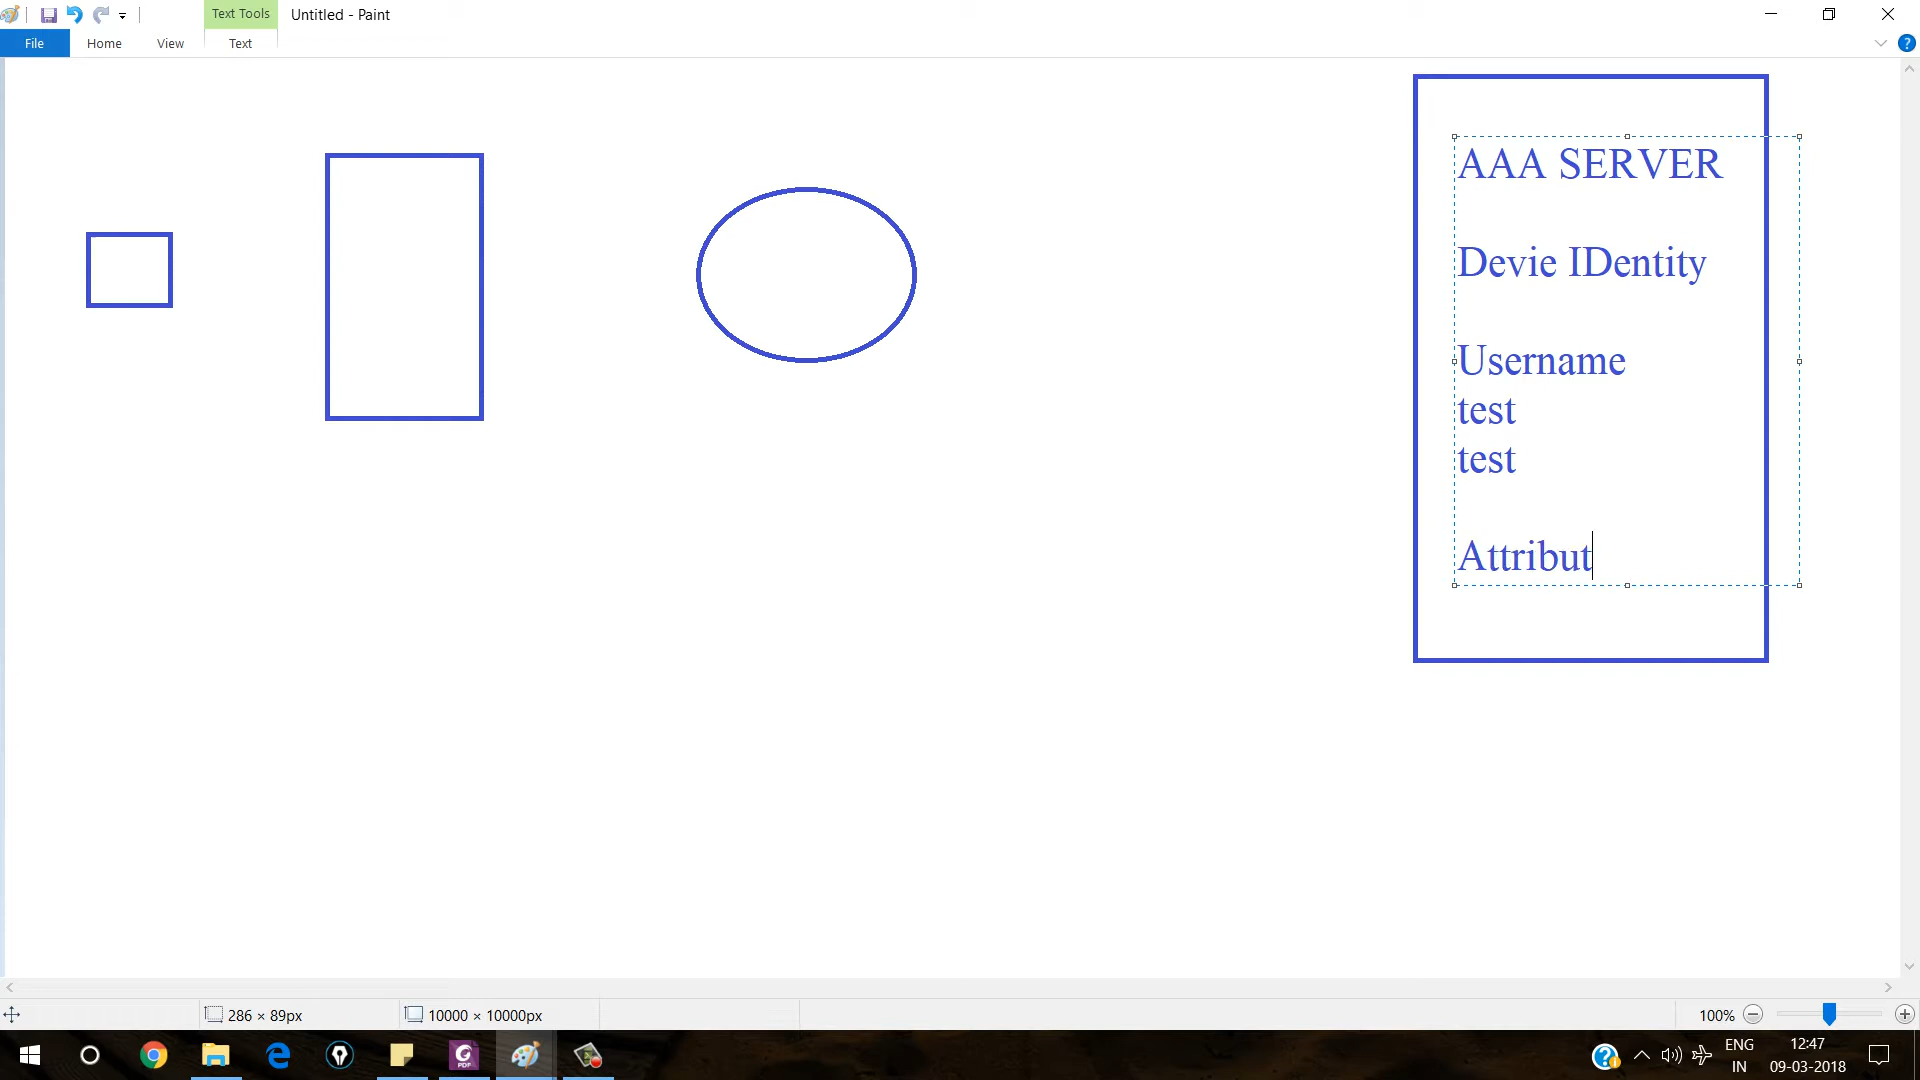 Text Tools
Untitled - Paint
File
Home
View
Text
?
AAA SERVER
Devie IDentity
Username
test
test
Attribut
286 × 89px
10000 × 10000px
100%
PDF
?
ENG
IN
12:47
09-03-2018